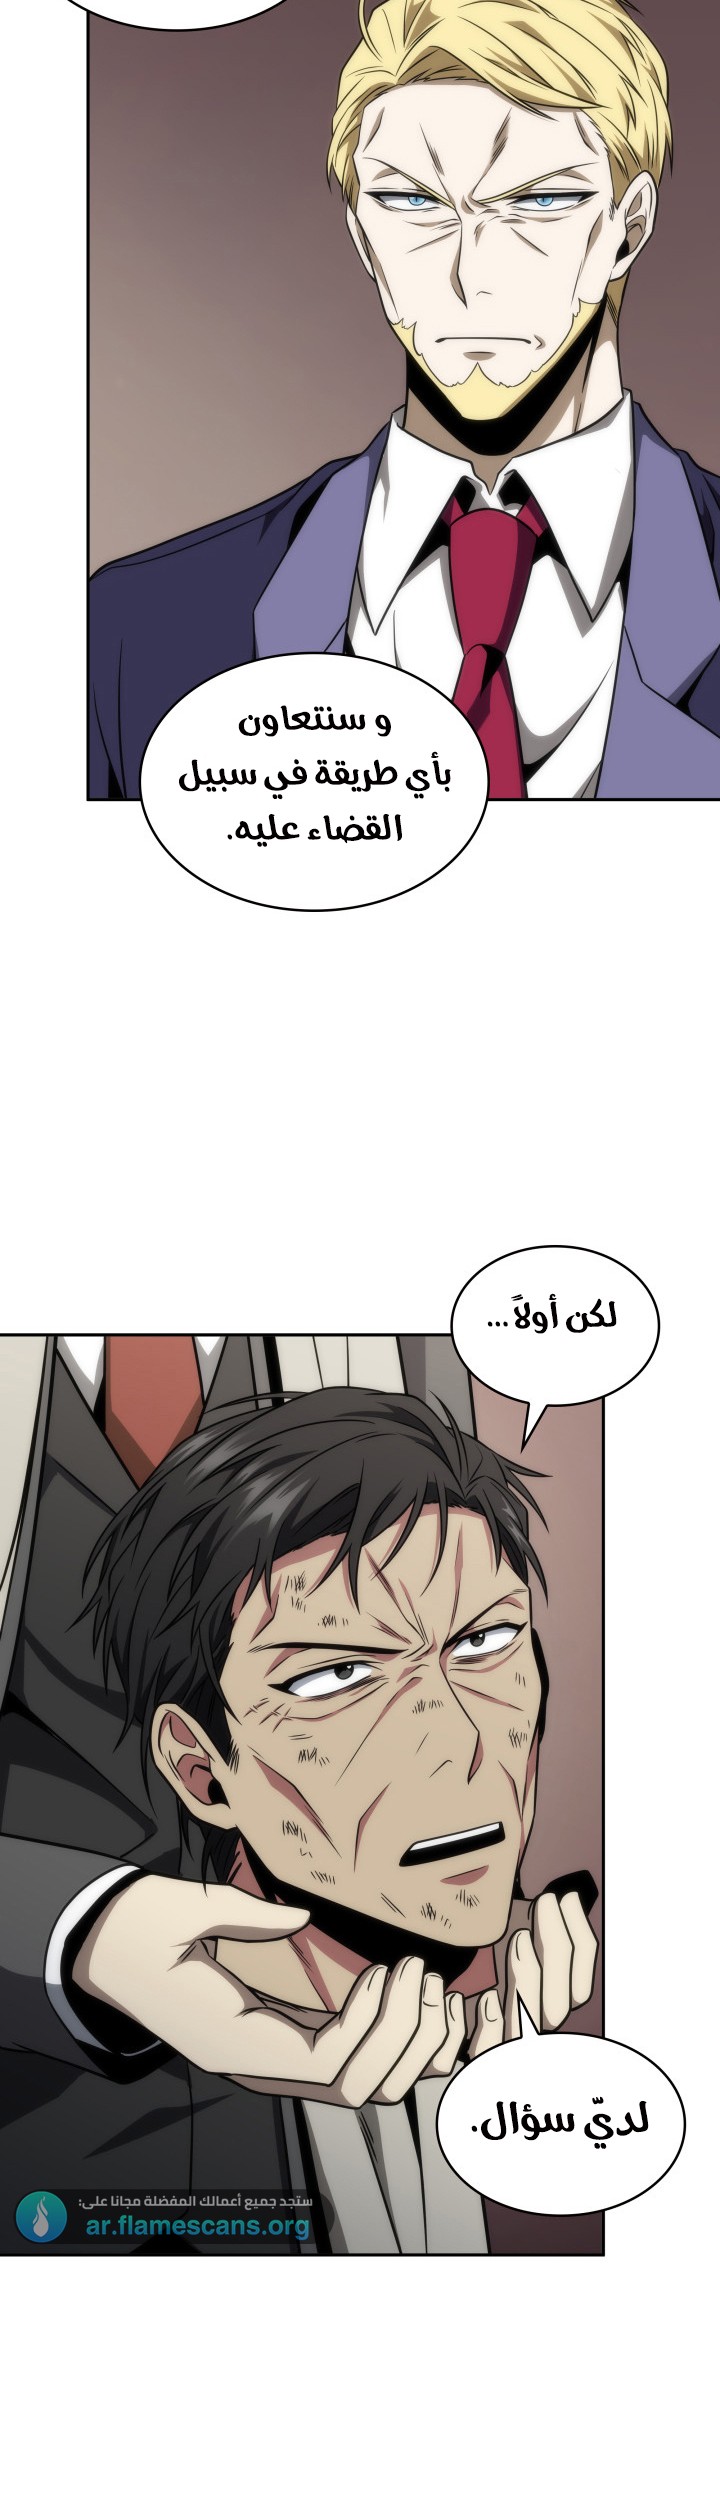 و سنتعاون
بأي طريقة في سبيل
القضاء عليه.
لكن أولاً...
لديّ سؤال.
ستجد جميع أعمالك المفضلة مجانا على:
ar.flamescans.org